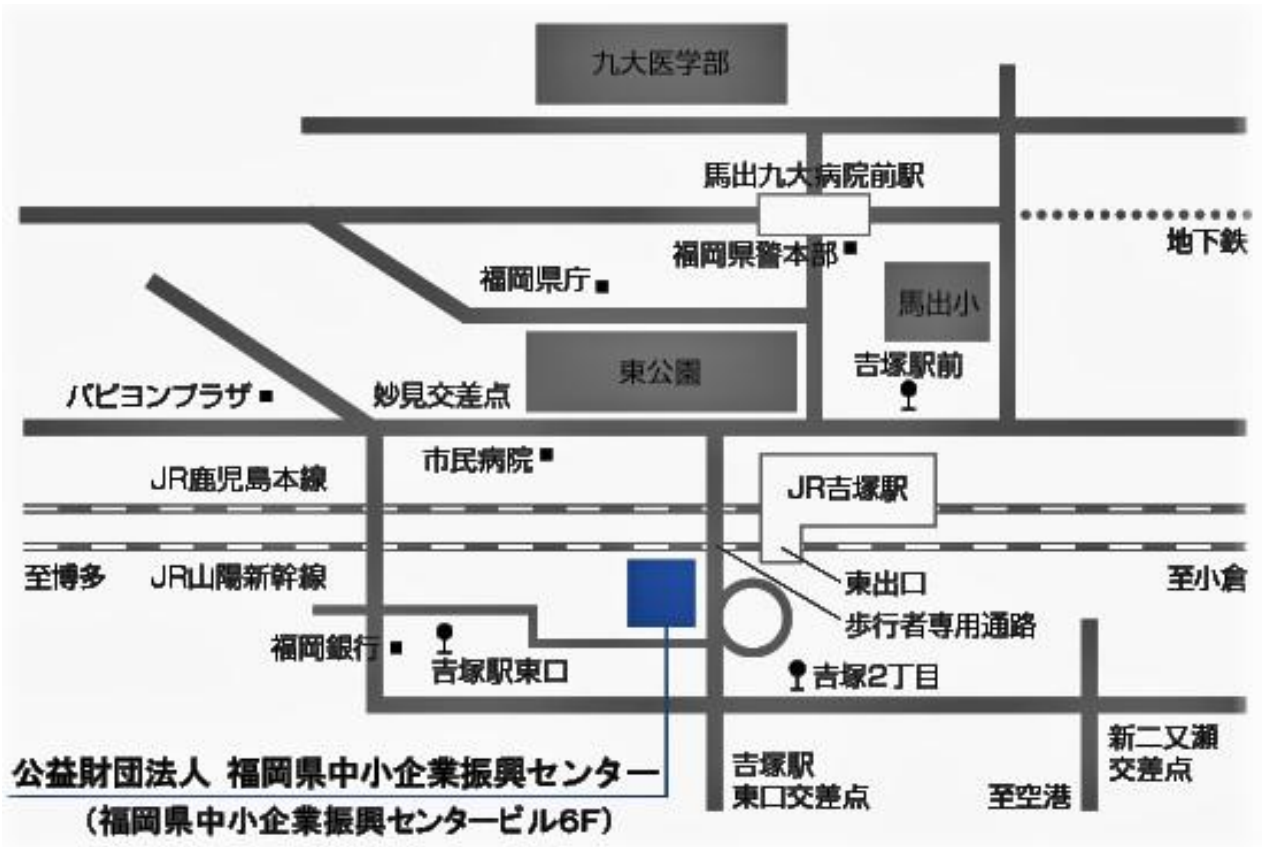 九大医学部
馬出九大病院前駅
地下鉄
福岡県警本部
福岡県庁
馬出小
東公園
吉塚駅前
パピヨンプラザ
妙見交差点
市民病院
JR鹿児島本線
JR吉塚駅
至博多
JR山陽新幹線
東出口
至小倉
歩行者専用通路
福岡銀行
吉塚駅東口
吉塚2丁目
公益財団法人 福岡県中小企業振興センター
(福岡県中小企業振興センタービル6F)
吉塚駅
東口交差点
至空港
新二又瀬
交差点